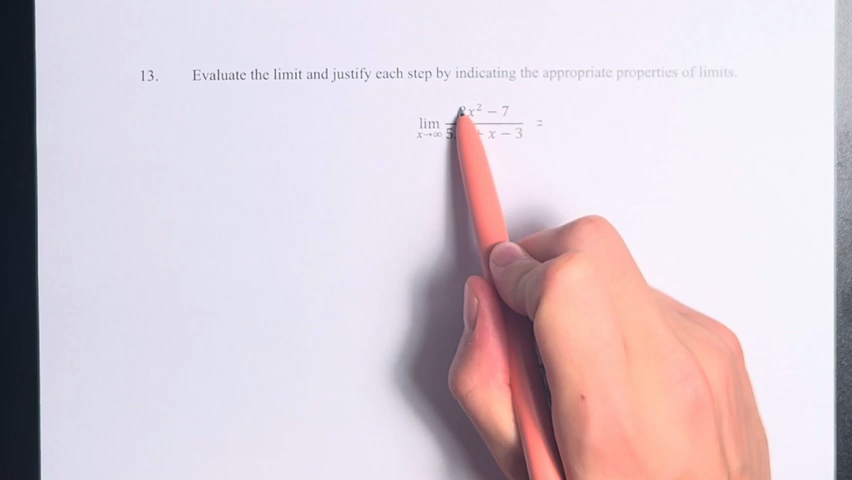 13. Evaluate the limit and justify each step by indicating the appropriate properties of limits.
x² − 7
lim =
x→∞ 5 x − 3